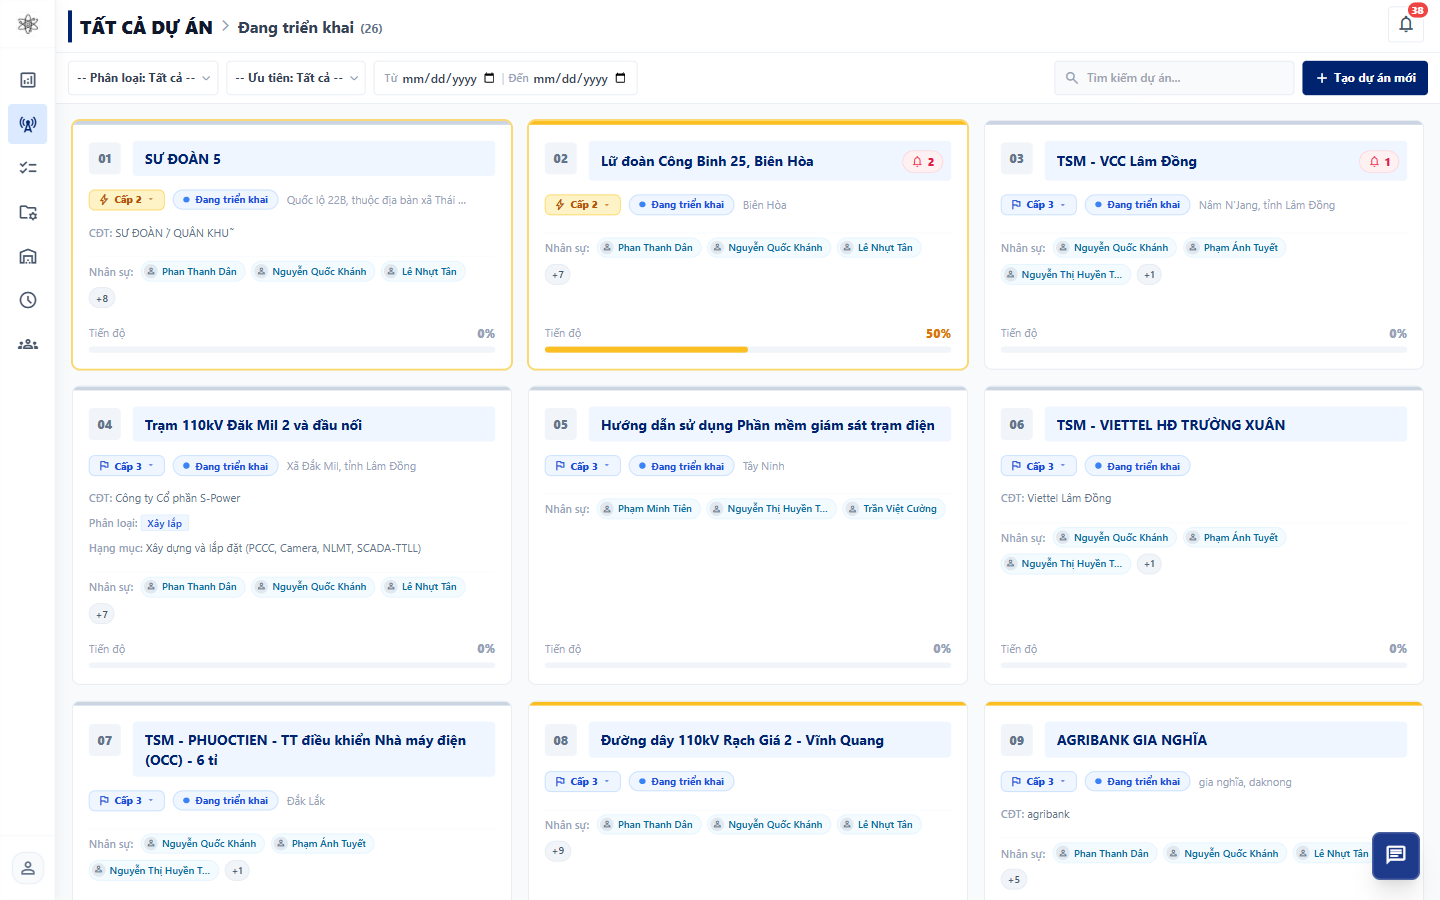 TẤT CẢ DỰ ÁN > Đang triển khai (26)
38
-- Phân loại: Tất cả --
-- Ưu tiên: Tất cả --
Từ mm/dd/yyyy | Đến mm/dd/yyyy
Tìm kiếm dự án...
+ Tạo dự án mới
01 SƯ ĐOÀN 5
Cấp 2 Đang triển khai Quốc lộ 22B, thuộc địa bàn xã Thái ...
CĐT: SƯ ĐOÀN 7 QUÂN KHU~
Nhân sự: Phan Thanh Dân Nguyễn Quốc Khánh Lê Nhựt Tân
+8
Tiến độ 0%
02 Lữ đoàn Công Binh 25, Biên Hòa 2
Cấp 2 Đang triển khai Biên Hòa
Nhân sự: Phan Thanh Dân Nguyễn Quốc Khánh Lê Nhựt Tân
+7
Tiến độ 50%
03 TSM - VCC Lâm Đồng 1
Cấp 3 Đang triển khai Nâm N'Jang, tỉnh Lâm Đồng
Nhân sự: Nguyễn Quốc Khánh Phạm Ánh Tuyết
Nguyễn Thị Huyền T... +1
Tiến độ 0%
04 Trạm 110kV Đăk Mil 2 và đấu nối
Cấp 3 Đang triển khai Xã Đắk Mil, tỉnh Lâm Đồng
CĐT: Công ty Cổ phần S-Power
Phân loại: Xây lắp
Hạng mục: Xây dựng và lắp đặt (PCCC, Camera, NLMT, SCADA-TTLL)
Nhân sự: Phan Thanh Dân Nguyễn Quốc Khánh Lê Nhựt Tân
+7
Tiến độ 0%
05 Hướng dẫn sử dụng Phần mềm giám sát trạm điện
Cấp 3 Đang triển khai Tây Ninh
Nhân sự: Phạm Minh Tiên Nguyễn Thị Huyền T... Trần Việt Cường
Tiến độ 0%
06 TSM - VIETTEL HĐ TRƯỜNG XUÂN
Cấp 3 Đang triển khai
CĐT: Viettel Lâm Đồng
Nhân sự: Nguyễn Quốc Khánh Phạm Ánh Tuyết
Nguyễn Thị Huyền T... +1
Tiến độ 0%
07 TSM - PHUOCTIEN - TT điều khiển Nhà máy điện
(OCC) - 6 tỉ
Cấp 3 Đang triển khai Đắk Lắk
Nhân sự: Nguyễn Quốc Khánh Phạm Ánh Tuyết
Nguyễn Thị Huyền T... +1
08 Đường dây 110kV Rạch Giá 2 - Vĩnh Quang
Cấp 3 Đang triển khai
Nhân sự: Phan Thanh Dân Nguyễn Quốc Khánh Lê Nhựt Tân
+9
09 AGRIBANK GIA NGHĨA
Cấp 3 Đang triển khai gia nghĩa, daknong
CĐT: agribank
Nhân sự: Phan Thanh Dân Nguyễn Quốc Khánh Lê Nhựt Tân
+5